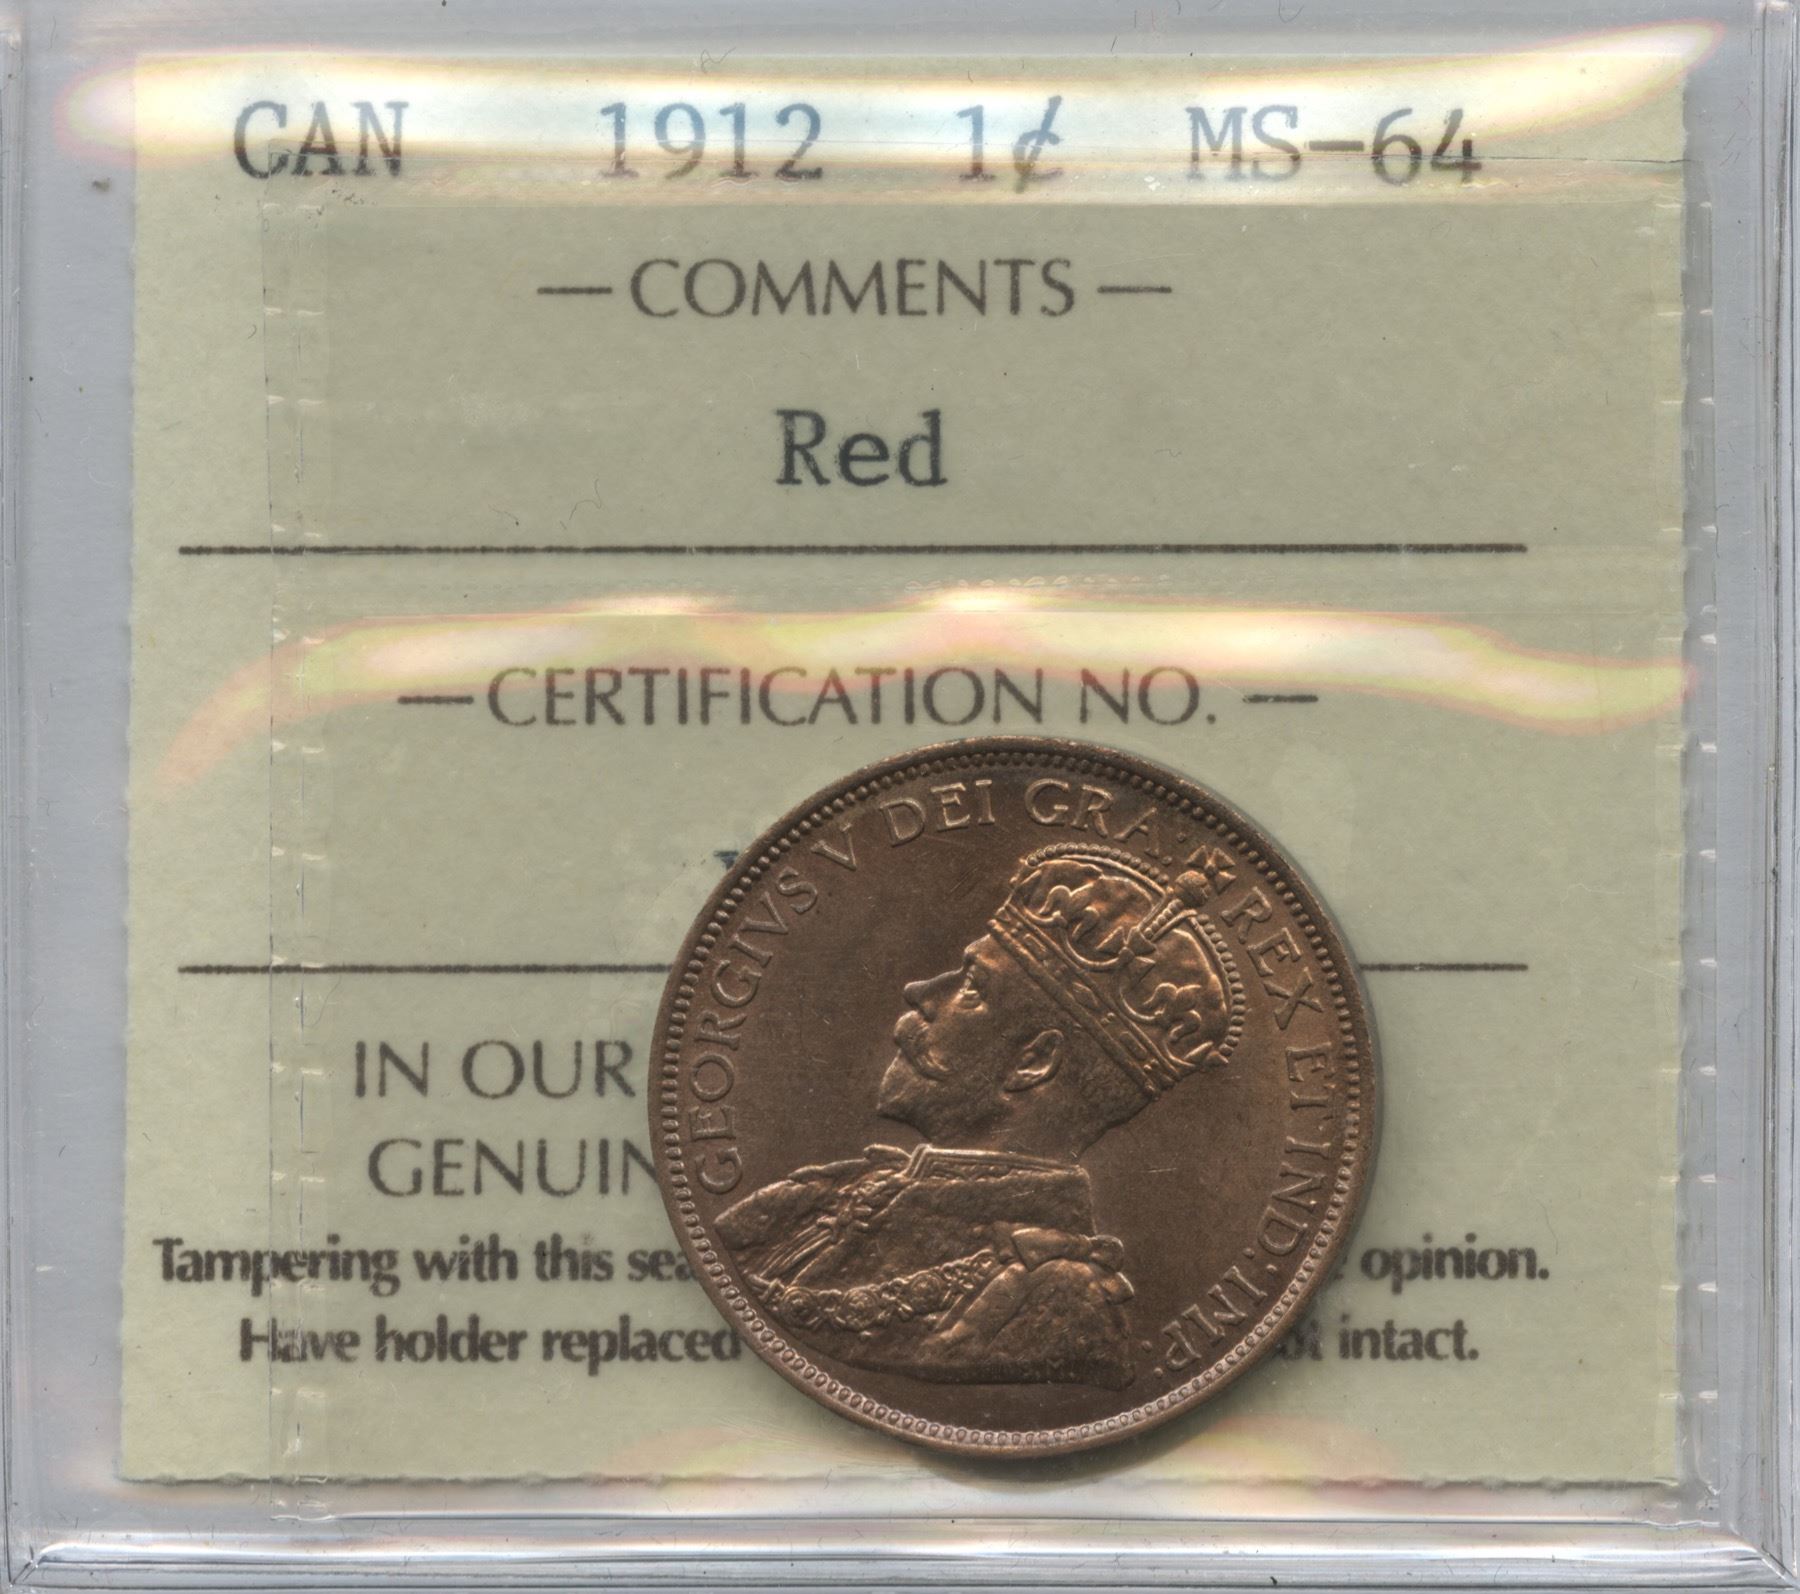 CAN 1912 1¢ MS-64
— COMMENTS —
Red
— CERTIFICATION NO. —
IN OUR
GENUIN
Tampering with this sea opinion.
Have holder replaced intact.
GEORGIVS V DEI GRA: REX ET IND: IMP: